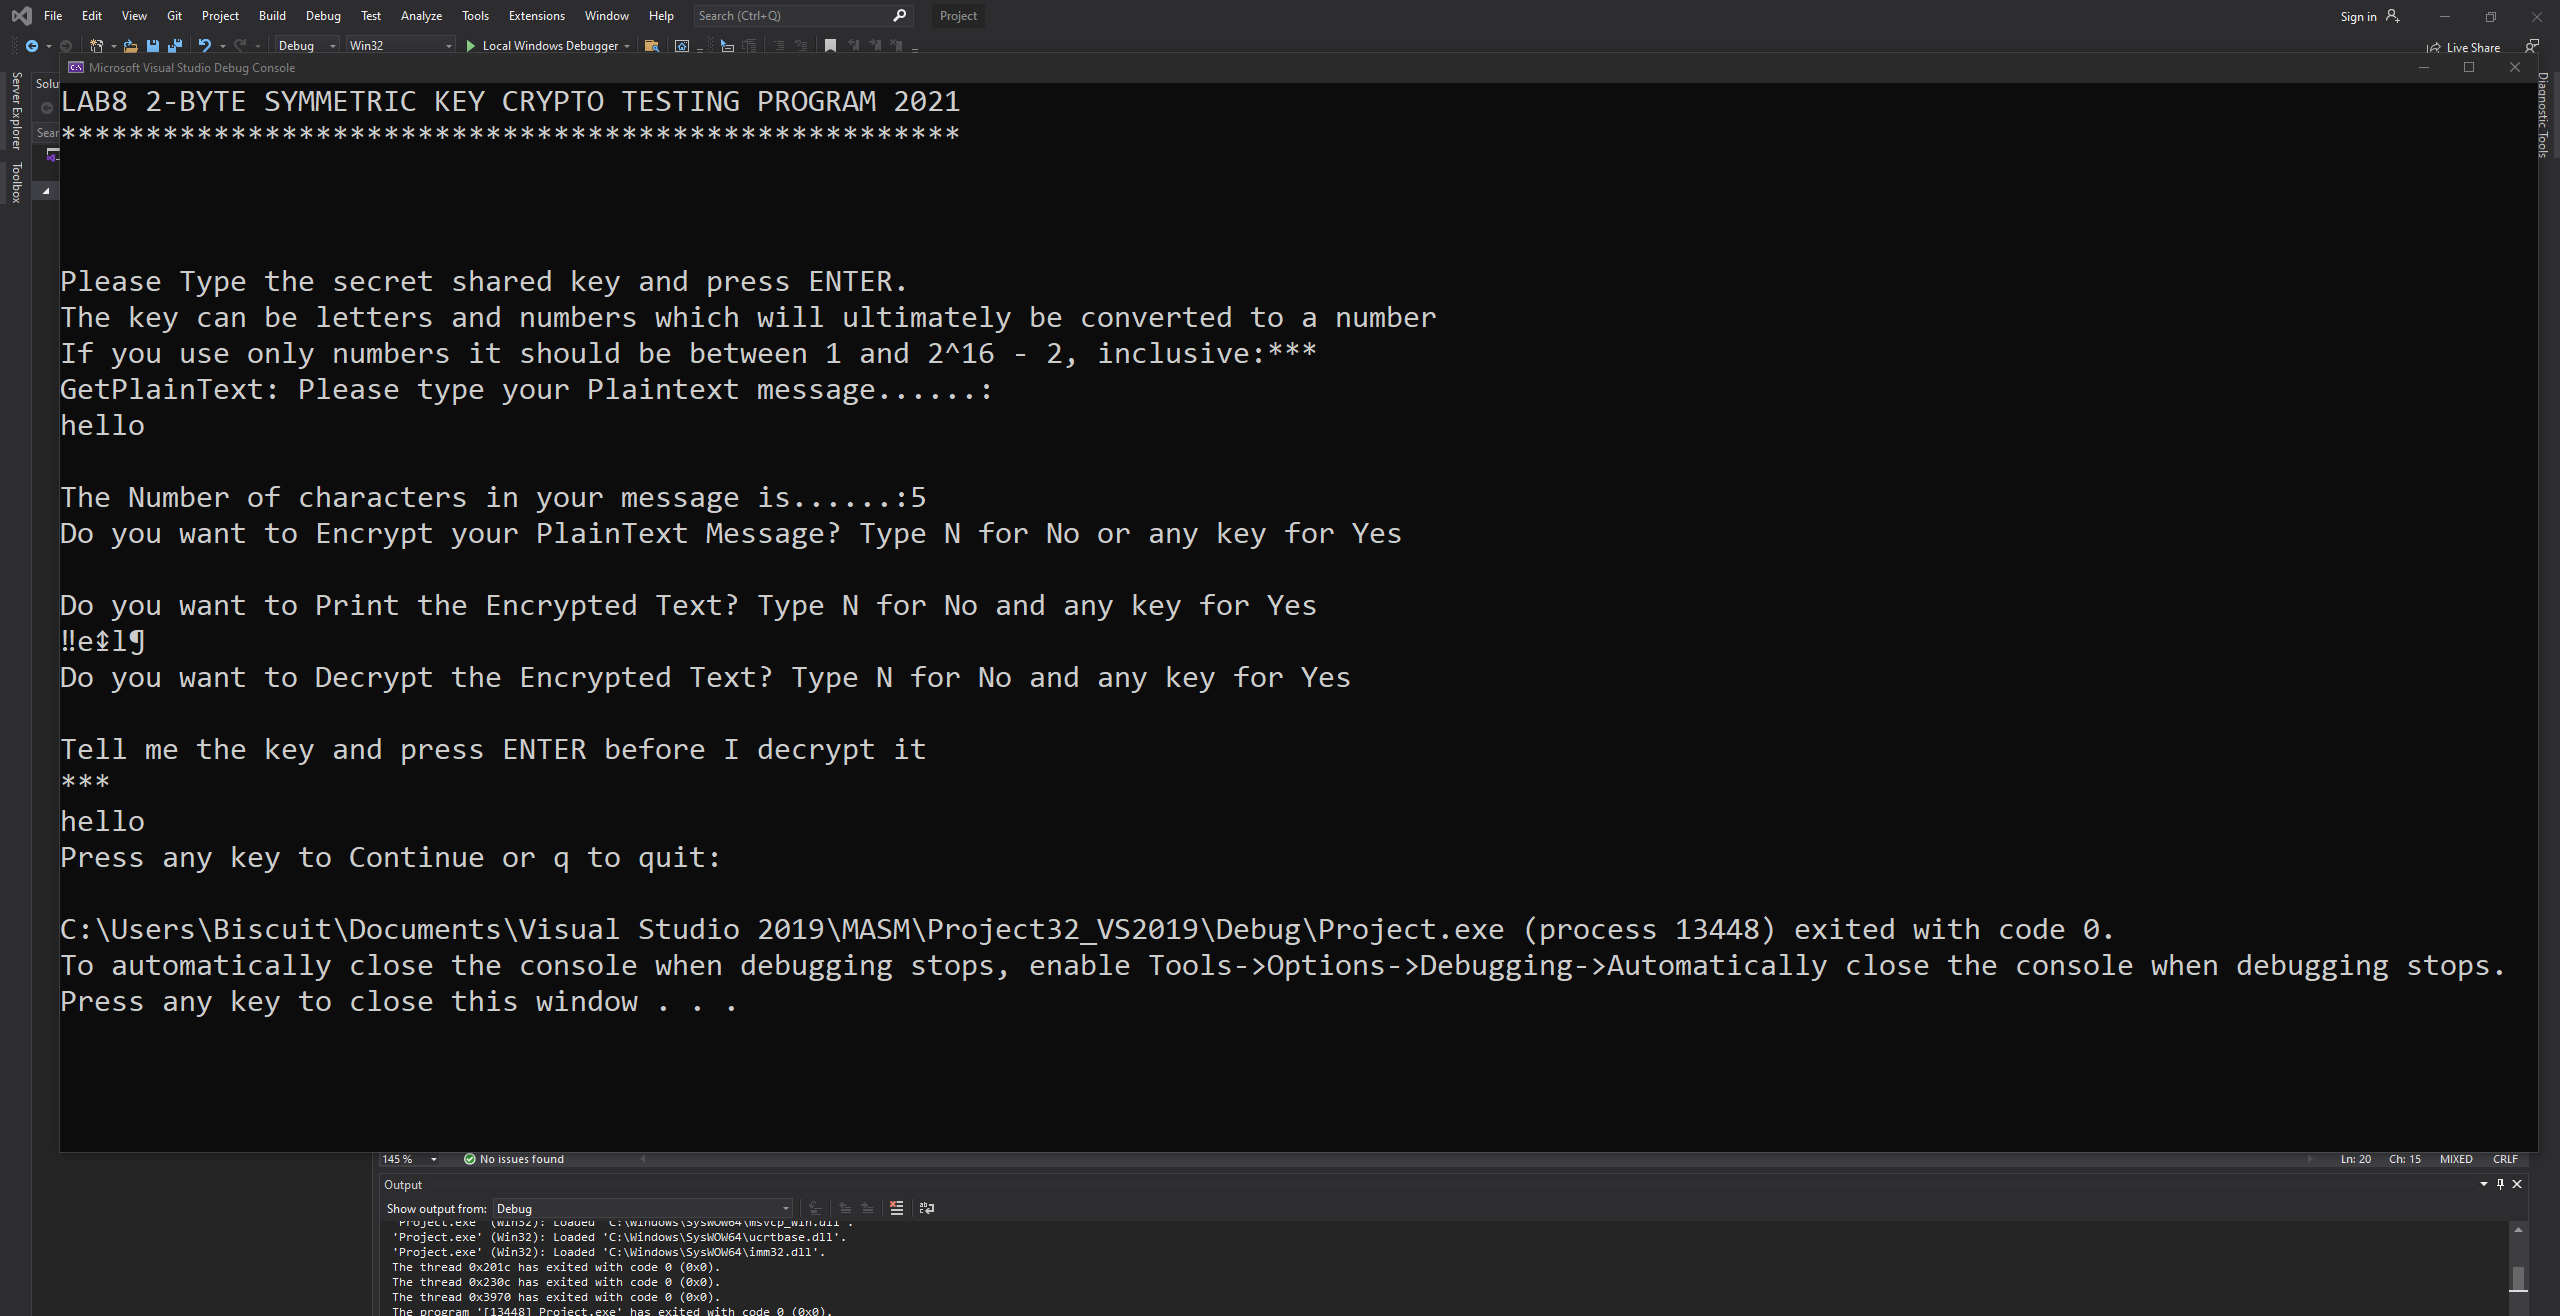 File Edit View Git Project Build Debug Test Analyze Tools Extensions Window Help Search (Ctrl+Q) Project Sign in
Debug Win32 Local Windows Debugger Live Share
Microsoft Visual Studio Debug Console
Server Explorer
Toolbox
Solu
Sear
Diagnostic Tools
LAB8 2-BYTE SYMMETRIC KEY CRYPTO TESTING PROGRAM 2021
*****************************************************
Please Type the secret shared key and press ENTER.
The key can be letters and numbers which will ultimately be converted to a number
If you use only numbers it should be between 1 and 2^16 - 2, inclusive:***
GetPlainText: Please type your Plaintext message......:
hello
The Number of characters in your message is......:5
Do you want to Encrypt your PlainText Message? Type N for No or any key for Yes
Do you want to Print the Encrypted Text? Type N for No and any key for Yes
‼e↨l¶
Do you want to Decrypt the Encrypted Text? Type N for No and any key for Yes
Tell me the key and press ENTER before I decrypt it
***
hello
Press any key to Continue or q to quit:
C:\Users\Biscuit\Documents\Visual Studio 2019\MASM\Project32_VS2019\Debug\Project.exe (process 13448) exited with code 0.
To automatically close the console when debugging stops, enable Tools->Options->Debugging->Automatically close the console when debugging stops.
Press any key to close this window . . .
145 % No issues found Ln: 20 Ch: 15 MIXED CRLF
Output
Show output from: Debug
'Project.exe' (Win32): Loaded 'C:\Windows\SysWOW64\msvcp_win.dll'.
'Project.exe' (Win32): Loaded 'C:\Windows\SysWOW64\ucrtbase.dll'.
'Project.exe' (Win32): Loaded 'C:\Windows\SysWOW64\imm32.dll'.
The thread 0x201c has exited with code 0 (0x0).
The thread 0x230c has exited with code 0 (0x0).
The thread 0x3970 has exited with code 0 (0x0).
The program '[13448] Project.exe' has exited with code 0 (0x0).